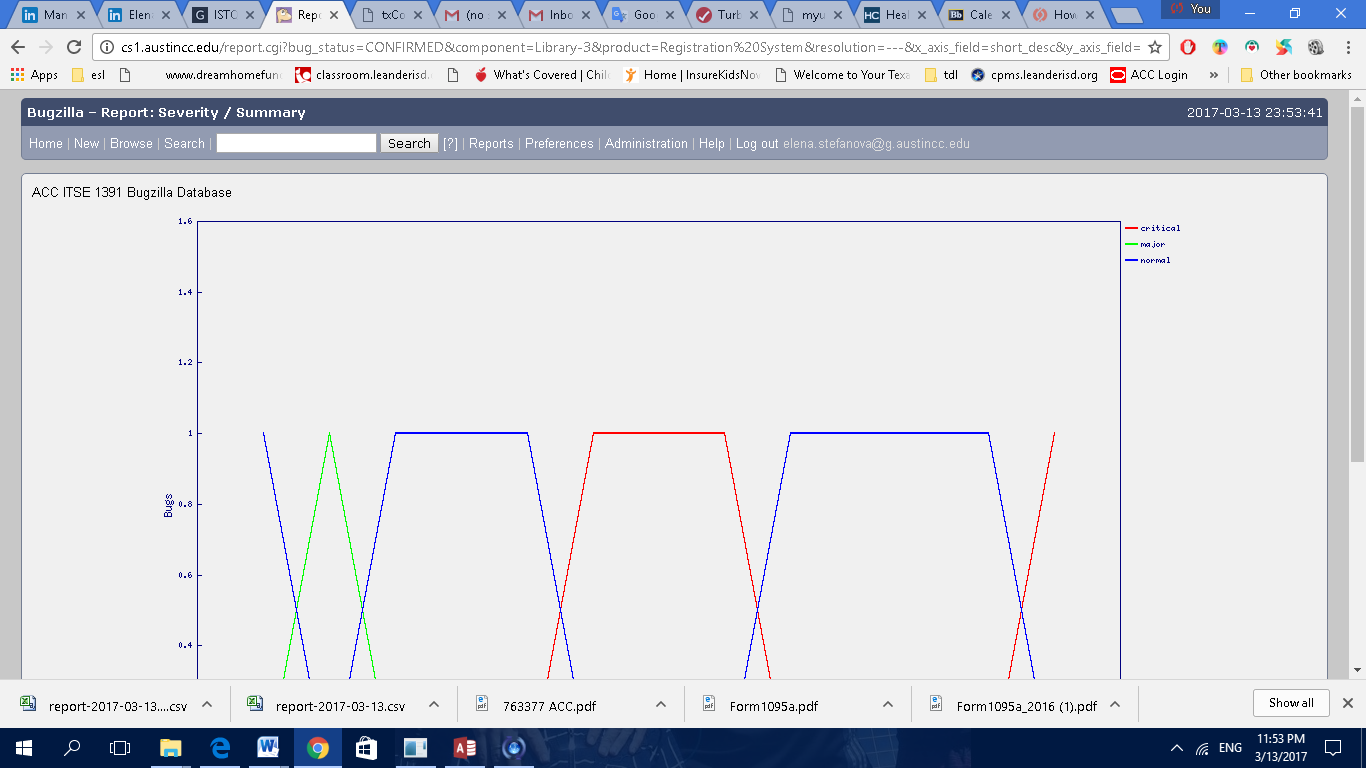 Man
Elen
ISTC
Repo
txCo
(no
Inbo
Goo
Turb
myu
Heal
Cale
Hove
You
cs1.austincc.edu/report.cgi?bug_status=CONFIRMED&component=Library-3&product=Registration%20System&resolution=---&x_axis_field=short_desc&y_axis_field=
Apps
esl
www.dreamhomefun
classroom.leanderisd.
What's Covered | Chil
Home | InsureKidsNov
Welcome to Your Texa
tdl
cpms.leanderisd.org
ACC Login
»
Other bookmarks
Bugzilla – Report: Severity / Summary
2017-03-13 23:53:41
Home | New | Browse | Search | Search [?] | Reports | Preferences | Administration | Help | Log out elena.stefanova@g.austincc.edu
ACC ITSE 1391 Bugzilla Database
1.6
1.4
1.2
1
0.8
0.6
0.4
Bugs
critical
major
normal
report-2017-03-13....csv
report-2017-03-13.csv
763377 ACC.pdf
Form1095a.pdf
Form1095a_2016 (1).pdf
Show all
ENG
11:53 PM
3/13/2017